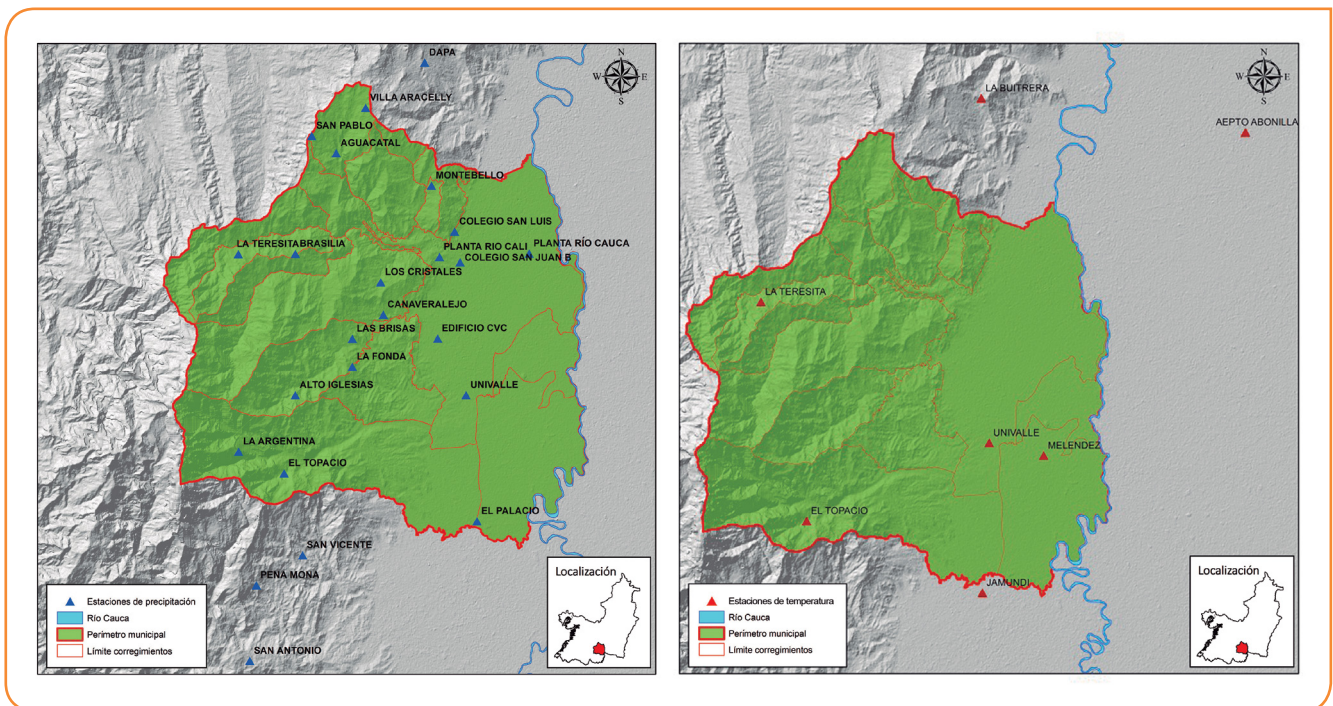 DAPA
N
W
E
S
VILLA ARACELLY
SAN PABLO
AGUACATAL
MONTEBELLO
COLEGIO SAN LUIS
LA TERESITA
BRASILIA
PLANTA RIO CALI
PLANTA RÍO CAUCA
COLEGIO SAN JUAN B
LOS CRISTALES
CANAVERALEJO
LAS BRISAS
EDIFICIO CVC
LA FONDA
ALTO IGLESIAS
UNIVALLE
LA ARGENTINA
EL TOPACIO
EL PALACIO
SAN VICENTE
PENA MONA
SAN ANTONIO
Estaciones de precipitación
Río Cauca
Perímetro municipal
Límite corregimientos
Localización
N
W
E
S
LA BUITRERA
AEPTO ABONILLA
LA TERESITA
UNIVALLE
MELENDEZ
EL TOPACIO
JAMUNDI
Estaciones de temperatura
Río Cauca
Perímetro municipal
Límite corregimientos
Localización